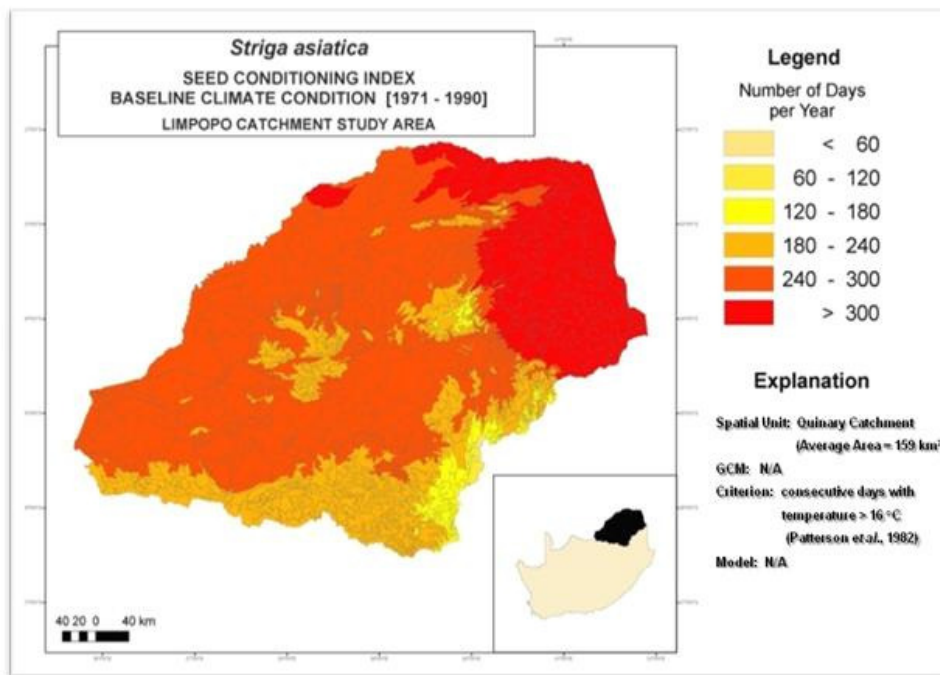 Striga asiatica
SEED CONDITIONING INDEX
BASELINE CLIMATE CONDITION [1971 - 1990]
LIMPOPO CATCHMENT STUDY AREA
Legend
Number of Days
per Year
< 60
60 - 120
120 - 180
180 - 240
240 - 300
> 300
Explanation
Spatial Unit: Quinary Catchment
(Average Area = 159 km²
GCM: N/A
Criterion: consecutive days with
temperature > 16 °C
(Patterson et al., 1982)
Model: N/A
40 20 0 40 km